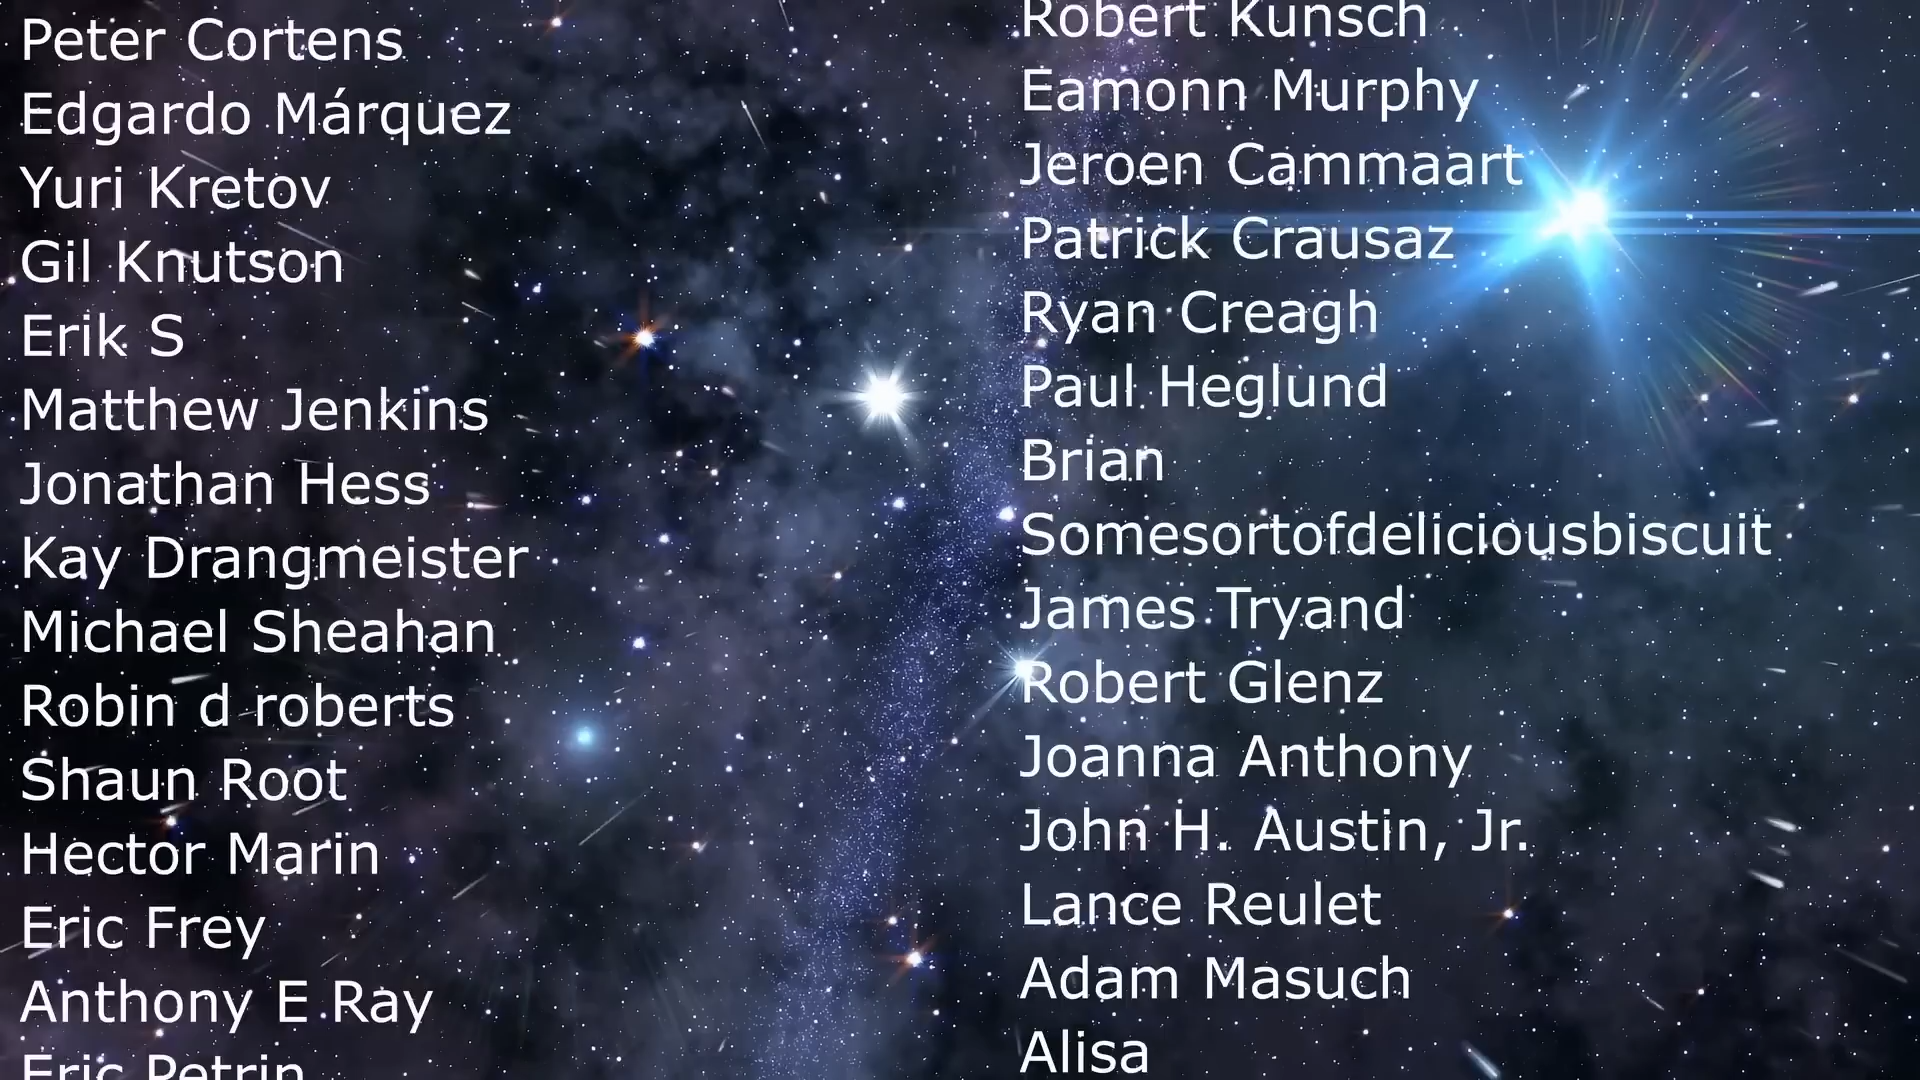 Peter Cortens
Edgardo Márquez
Yuri Kretov
Gil Knutson
Erik S
Matthew Jenkins
Jonathan Hess
Kay Drangmeister
Michael Sheahan
Robin d roberts
Shaun Root
Hector Marin
Eric Frey
Anthony E Ray
Eric Petrin
Robert Kunsch
Eamonn Murphy
Jeroen Cammaart
Patrick Crausaz
Ryan Creagh
Paul Heglund
Brian
Somesortofdeliciousbiscuit
James Tryand
Robert Glenz
Joanna Anthony
John H. Austin, Jr.
Lance Reulet
Adam Masuch
Alisa